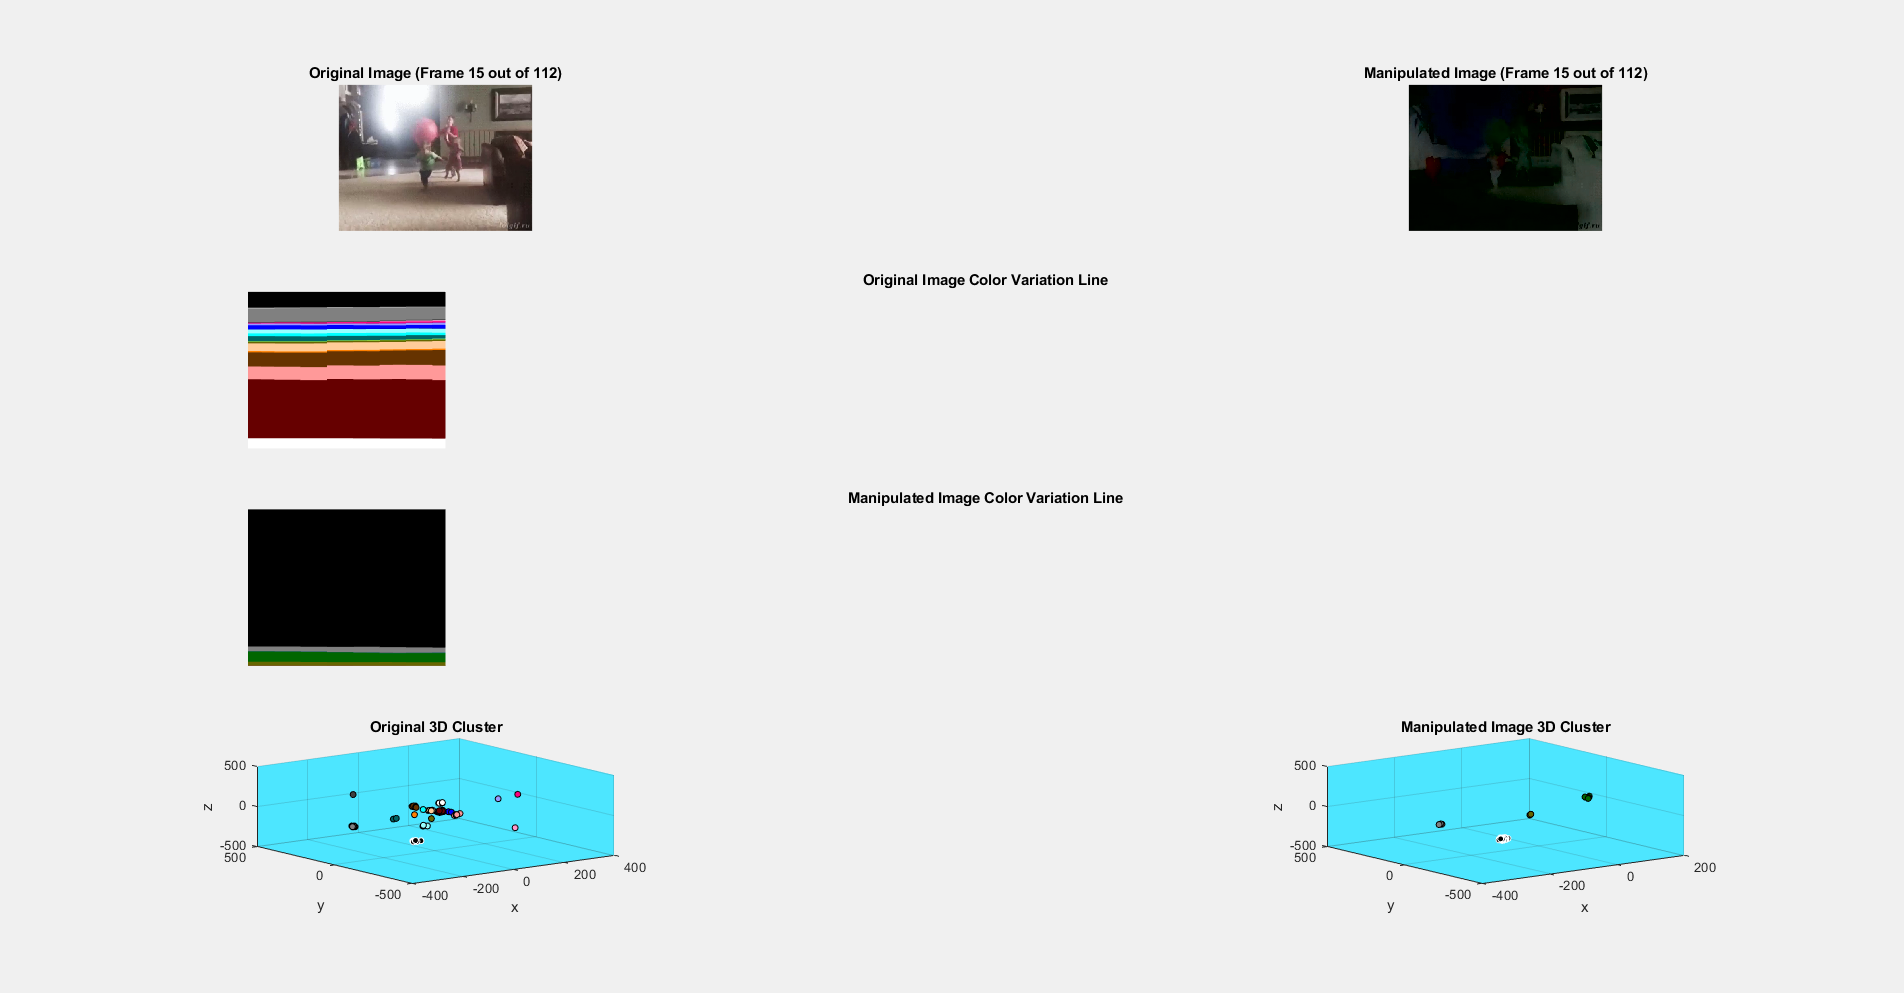 Original Image (Frame 15 out of 112)
Manipulated Image (Frame 15 out of 112)
Original Image Color Variation Line
Manipulated Image Color Variation Line
Original 3D Cluster
500
0
-500
z
500
0
-500
y
-400
-200
0
200
400
x
Manipulated Image 3D Cluster
500
0
-500
z
500
0
-500
y
-400
-200
0
200
x